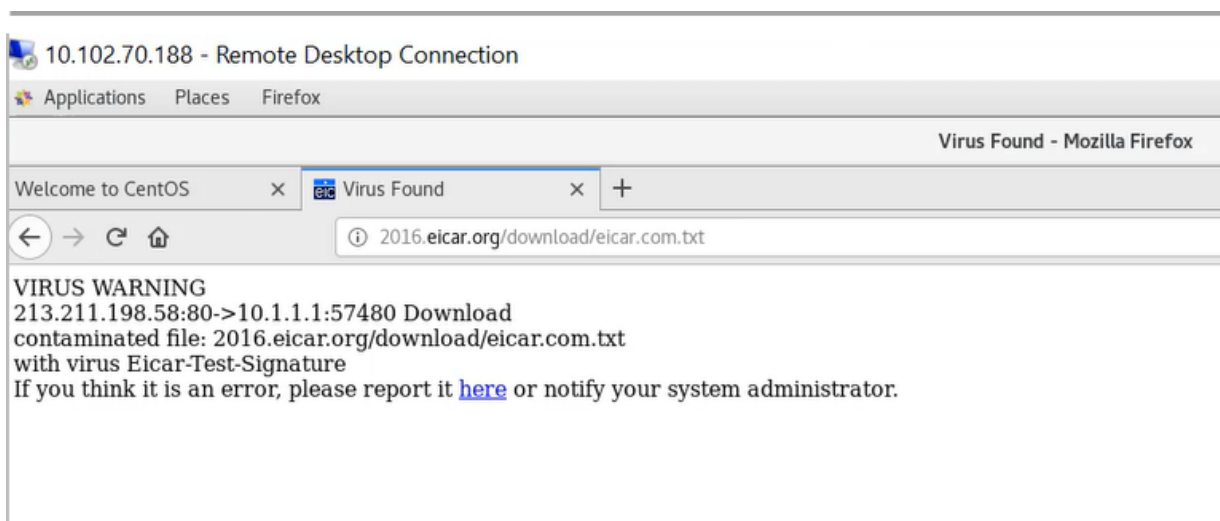 10.102.70.188 - Remote Desktop Connection
Applications Places Firefox
Virus Found - Mozilla Firefox
Welcome to CentOS
eic Virus Found
2016.eicar.org/download/eicar.com.txt
VIRUS WARNING
213.211.198.58:80->10.1.1.1:57480 Download
contaminated file: 2016.eicar.org/download/eicar.com.txt
with virus Eicar-Test-Signature
If you think it is an error, please report it here or notify your system administrator.